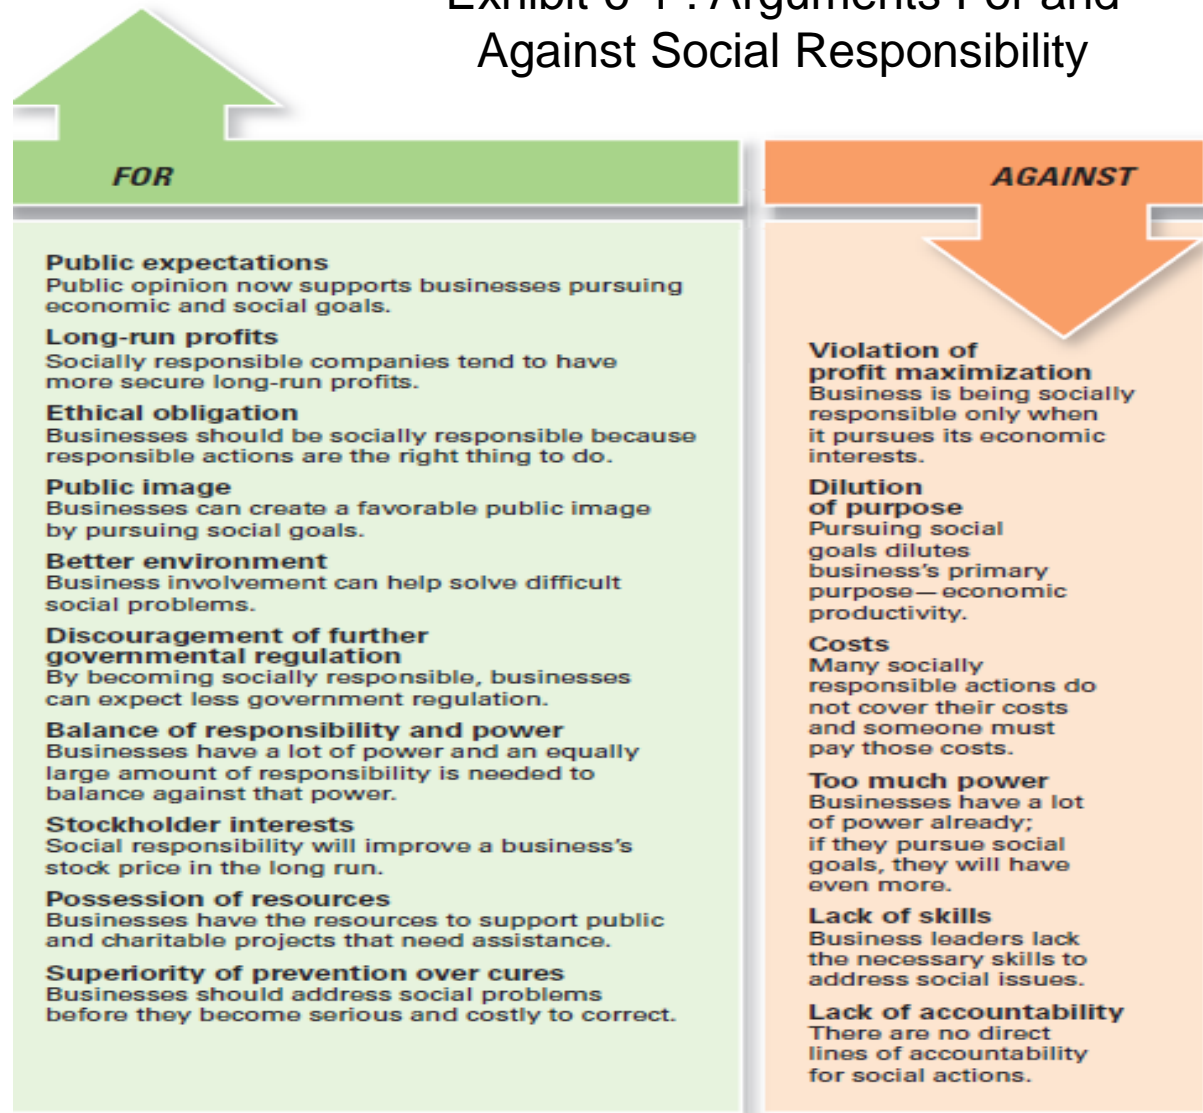 Exhibit 6-1 : Arguments For and
Against Social Responsibility
FOR
Public expectations
Public opinion now supports businesses pursuing
economic and social goals.
Long-run profits
Socially responsible companies tend to have
more secure long-run profits.
Ethical obligation
Businesses should be socially responsible because
responsible actions are the right thing to do.
Public image
Businesses can create a favorable public image
by pursuing social goals.
Better environment
Business involvement can help solve difficult
social problems.
Discouragement of further
governmental regulation
By becoming socially responsible, businesses
can expect less government regulation.
Balance of responsibility and power
Businesses have a lot of power and an equally
large amount of responsibility is needed to
balance against that power.
Stockholder interests
Social responsibility will improve a business's
stock price in the long run.
Possession of resources
Businesses have the resources to support public
and charitable projects that need assistance.
Superiority of prevention over cures
Businesses should address social problems
before they become serious and costly to correct.
AGAINST
Violation of
profit maximization
Business is being socially
responsible only when
it pursues its economic
interests.
Dilution
of purpose
Pursuing social
goals dilutes
business's primary
purpose—economic
productivity.
Costs
Many socially
responsible actions do
not cover their costs
and someone must
pay those costs.
Too much power
Businesses have a lot
of power already;
if they pursue social
goals, they will have
even more.
Lack of skills
Business leaders lack
the necessary skills to
address social issues.
Lack of accountability
There are no direct
lines of accountability
for social actions.